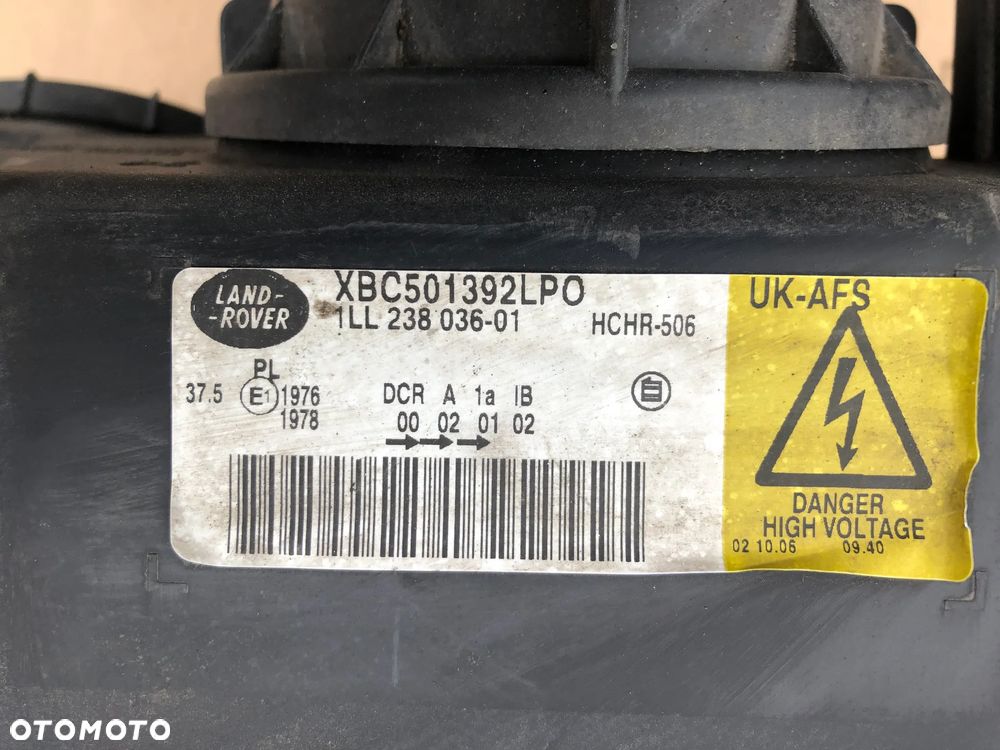 LAND-
-ROVER
XBC501392LPO
1LL 238 036-01
HCHR-506
PL
37.5 E1 1976
1978
DCR A 1a IB
00 02 01 02
自
UK-AFS
DANGER
HIGH VOLTAGE
02 10.06 09.40
OTOMOTO